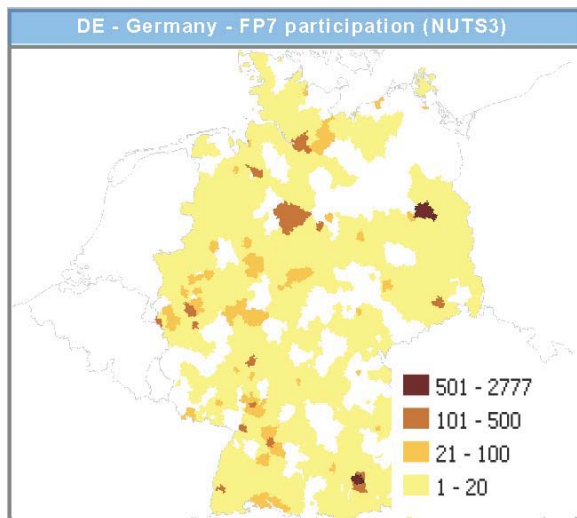 DE - Germany - FP7 participation (NUTS3)
501 - 2777
101 - 500
21 - 100
1 - 20